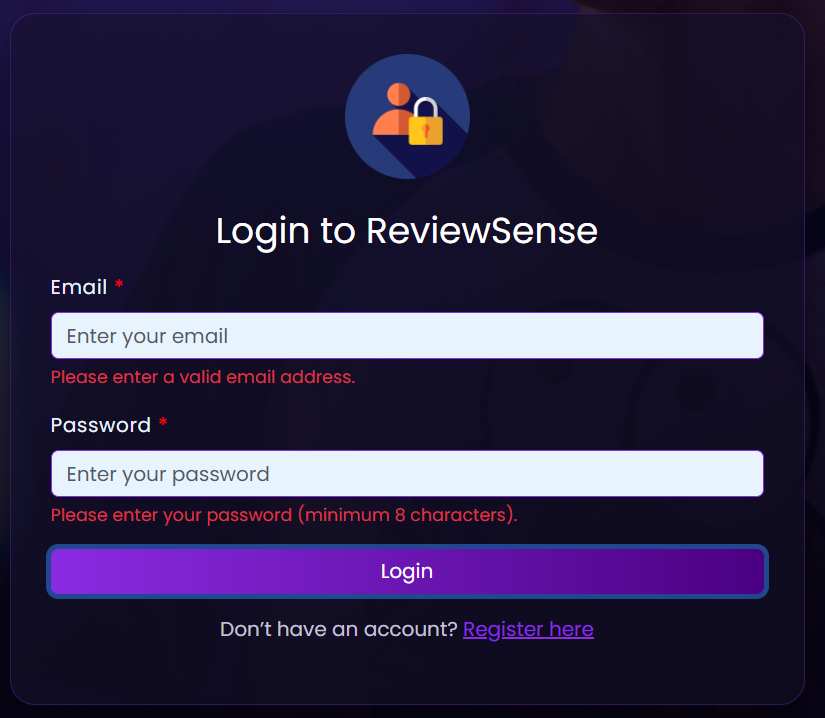 Login to ReviewSense
Email *
Enter your email
Please enter a valid email address.
Password *
Enter your password
Please enter your password (minimum 8 characters).
Login
Don’t have an account? Register here